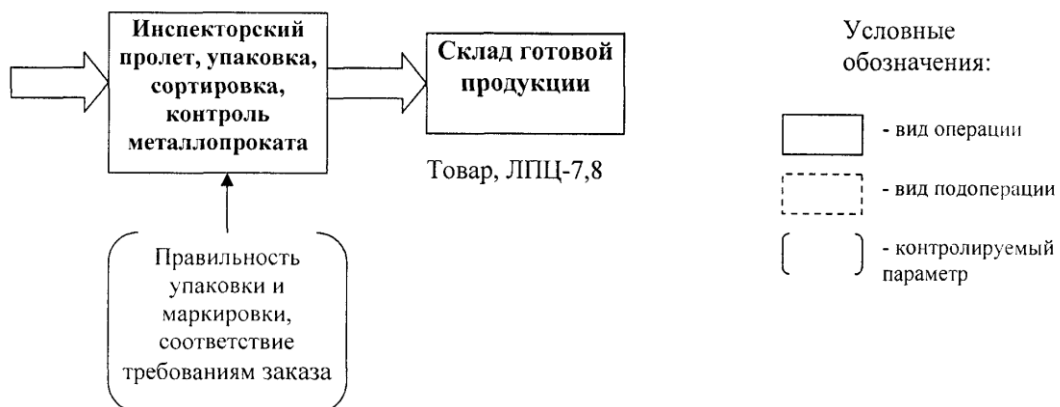 Инспекторский
пролет, упаковка,
сортировка,
контроль
металлопроката
Склад готовой
продукции
Товар, ЛПЦ-7,8
Правильность
упаковки и
маркировки,
соответствие
требованиям заказа
Условные
обозначения:
- вид операции
- вид подоперации
- контролируемый
параметр